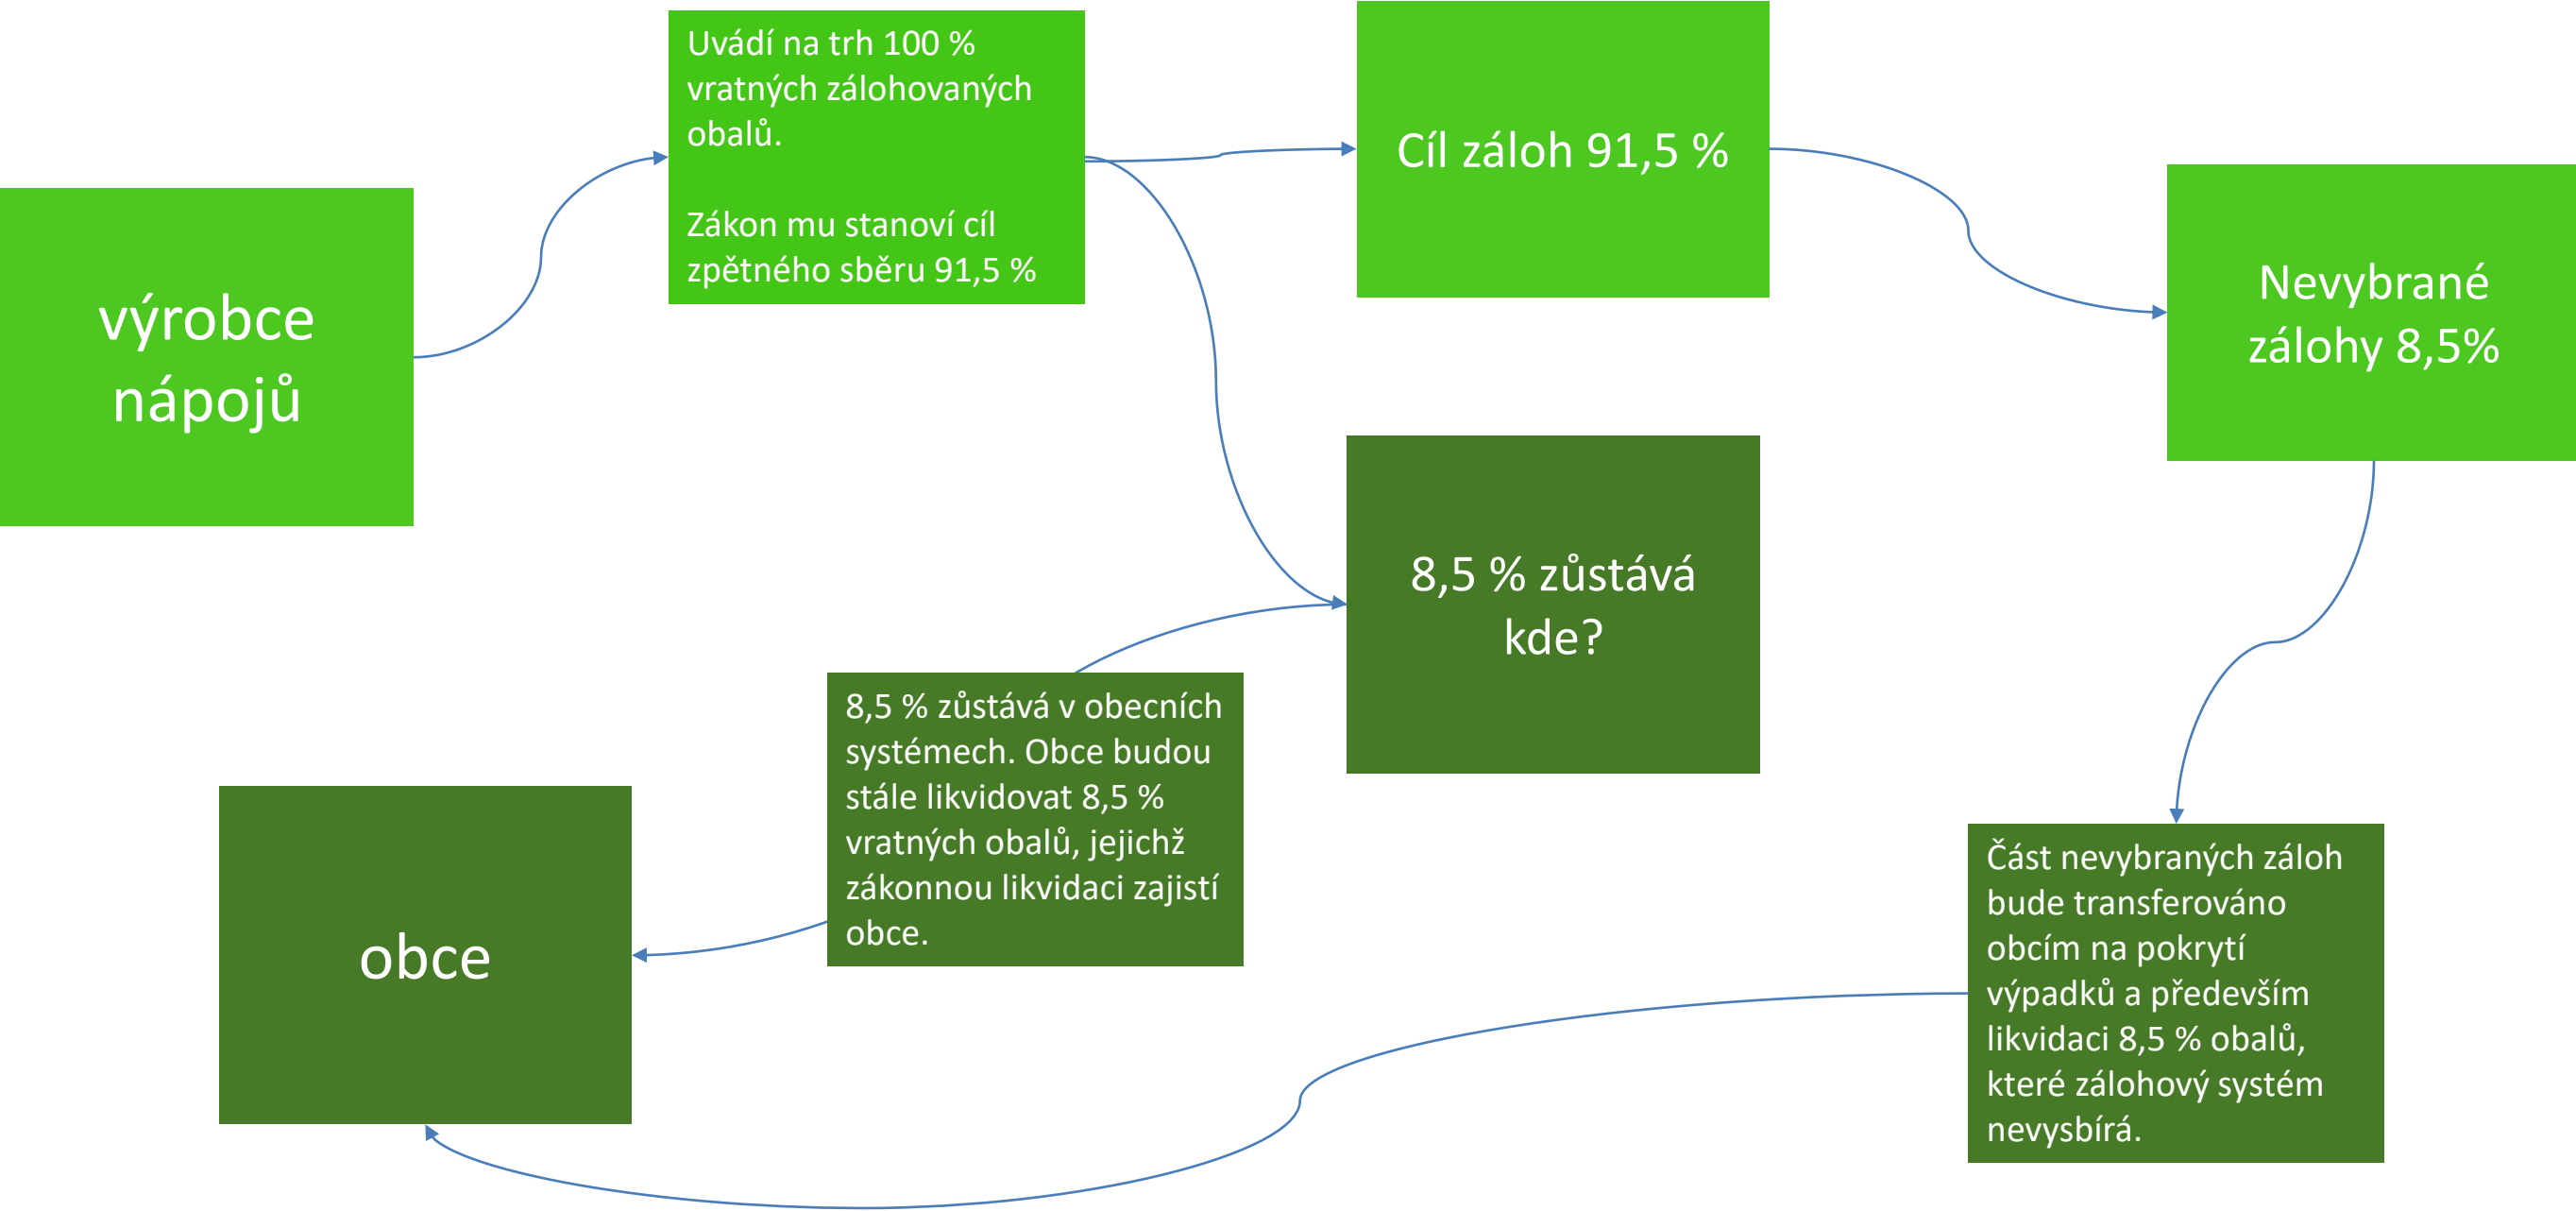 Uvádí na trh 100 %
vratných zálohovaných
obalů.
Zákon mu stanoví cíl
zpětného sběru 91,5 %
Cíl záloh 91,5 %
výrobce
nápojů
Nevybrané
zálohy 8,5%
8,5 % zůstává
kde?
8,5 % zůstává v obecních
systémech. Obce budou
stále likvidovat 8,5 %
vratných obalů, jejichž
zákonnou likvidaci zajistí
obce.
obce
Část nevybraných záloh
bude transferováno
obcím na pokrytí
výpadků a především
likvidaci 8,5 % obalů,
které zálohový systém
nevysbírá.